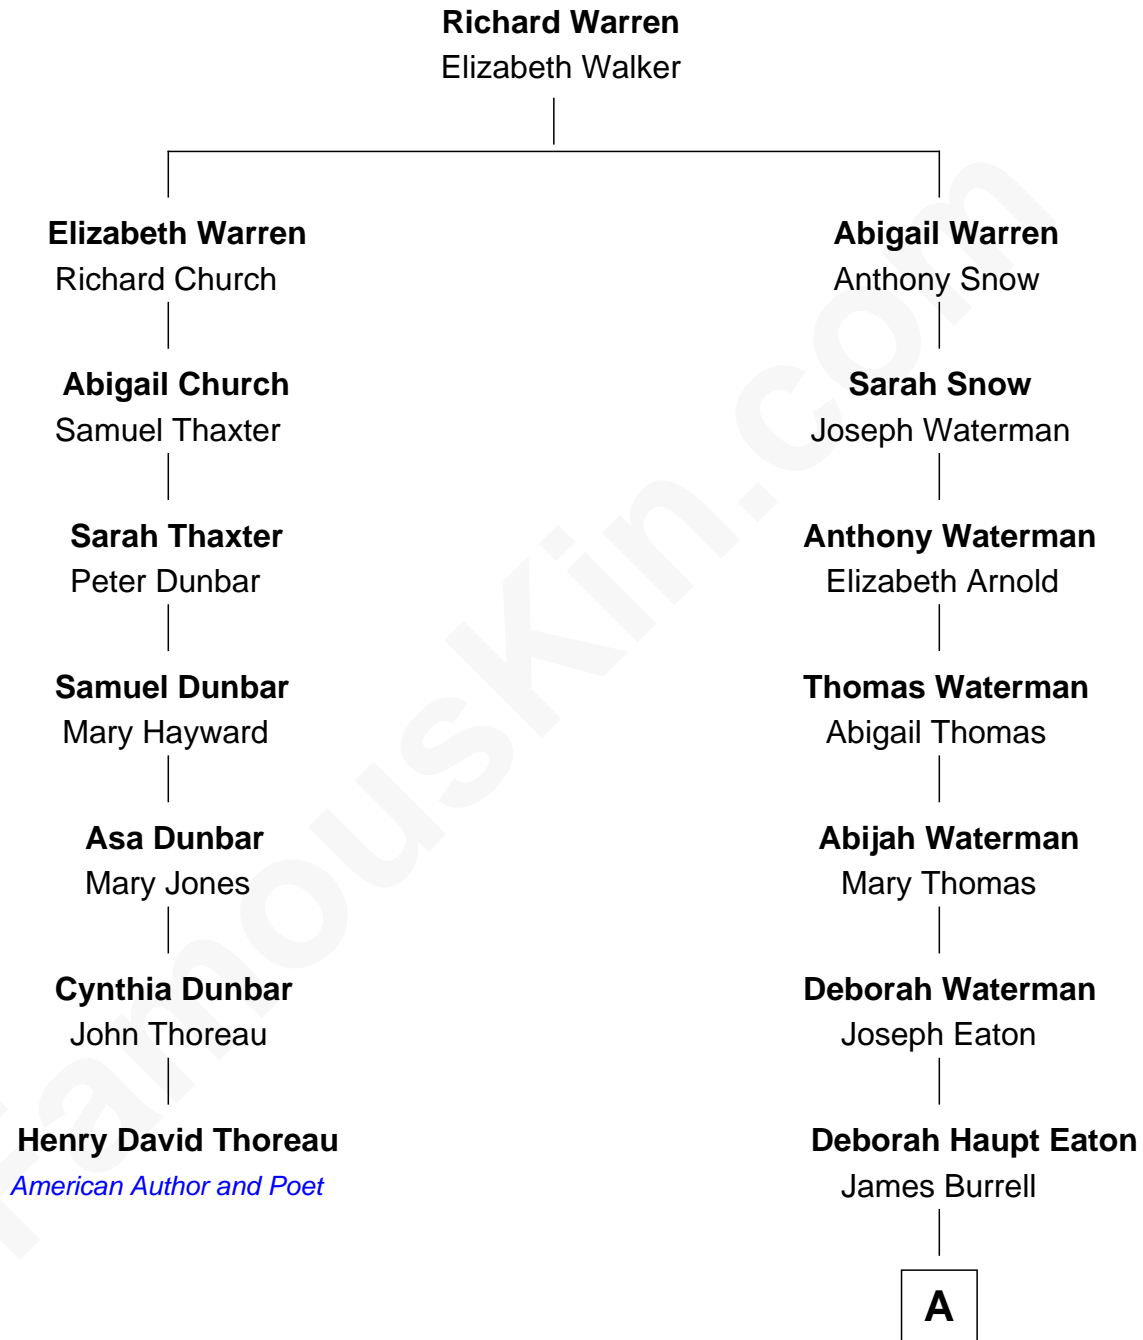 Richard Warren
Elizabeth Walker
Elizabeth Warren
Richard Church
Abigail Warren
Anthony Snow
Abigail Church
Samuel Thaxter
Sarah Snow
Joseph Waterman
Sarah Thaxter
Peter Dunbar
Anthony Waterman
Elizabeth Arnold
Samuel Dunbar
Mary Hayward
Thomas Waterman
Abigail Thomas
Asa Dunbar
Mary Jones
Abijah Waterman
Mary Thomas
Cynthia Dunbar
John Thoreau
Deborah Waterman
Joseph Eaton
Henry David Thoreau
American Author and Poet
Deborah Haupt Eaton
James Burrell
A
FamousKin.com